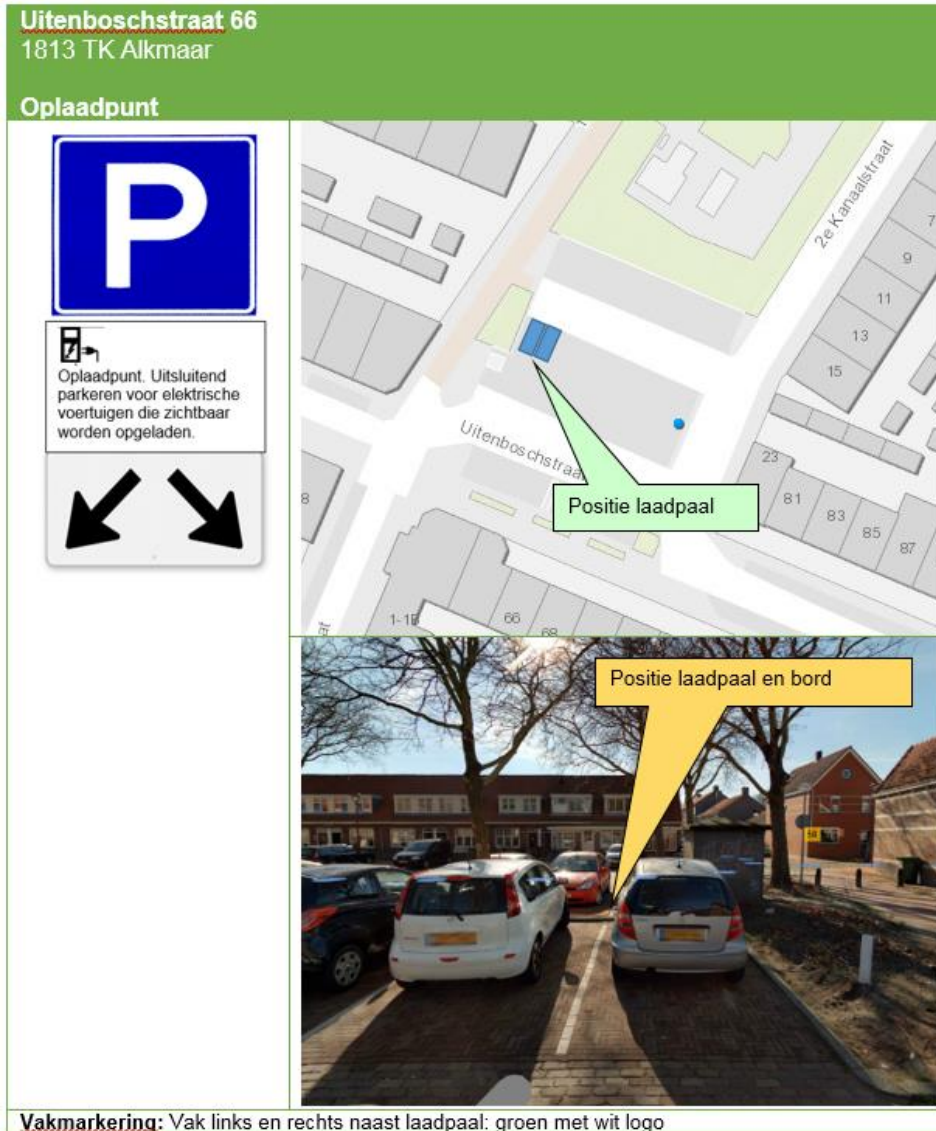 Uitenboschstraat 66
1813 TK Alkmaar
Oplaadpunt
P
Oplaadpunt. Uitsluitend
parkeren voor elektrische
voertuigen die zichtbaar
worden opgeladen.
2e Kanaalstraat
7
9
11
13
15
Uitenboschstraat
Positie laadpaal
23
81
83
85
87
8
1-1B
66
68
at
Positie laadpaal en bord
Vakmarkering: Vak links en rechts naast laadpaal: groen met wit logo